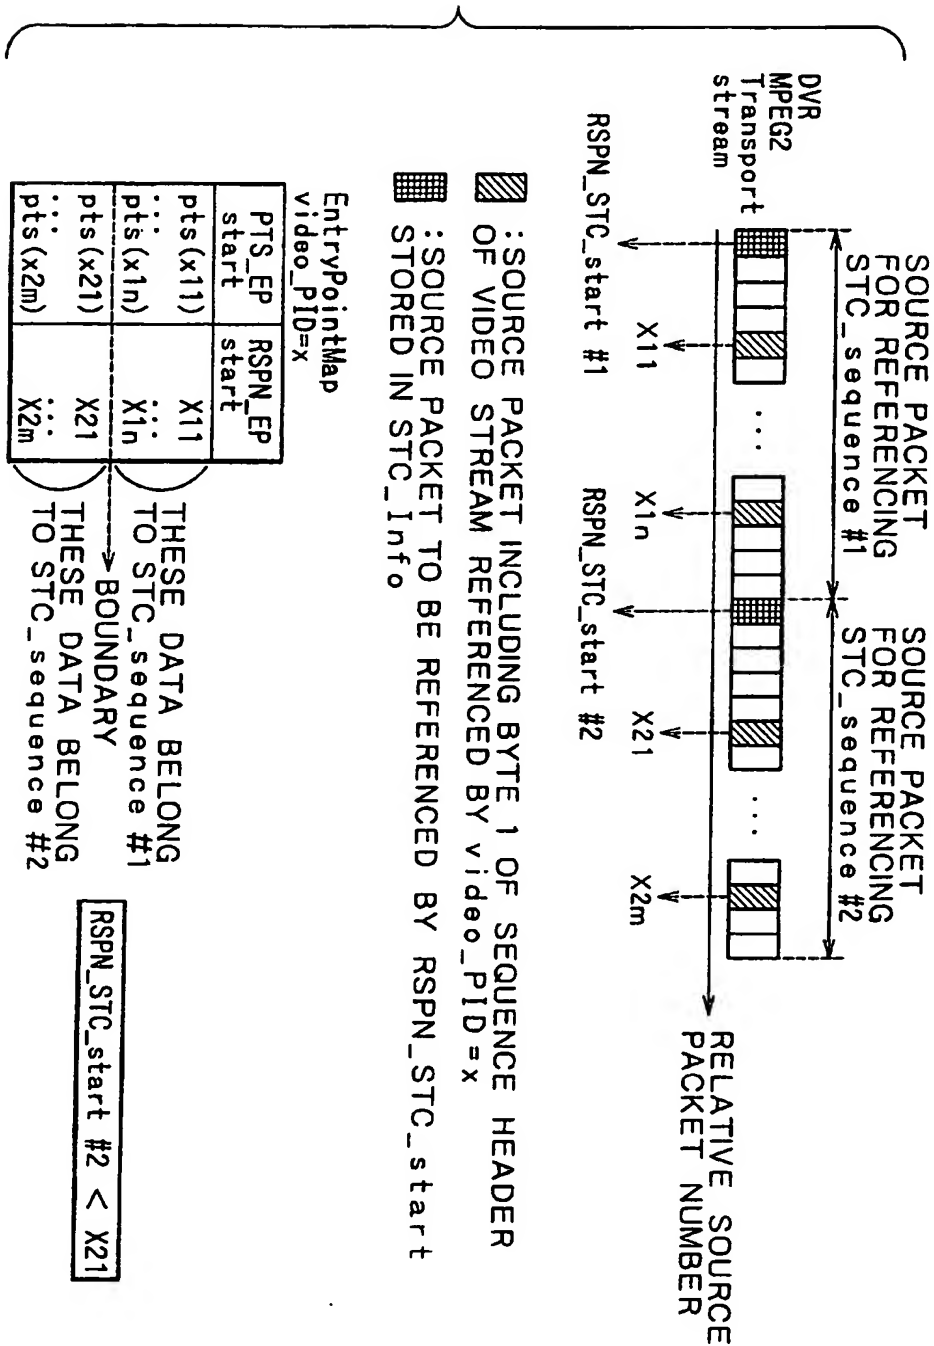 SOURCE PACKET
FOR REFERENCING
STC_sequence #1
SOURCE PACKET
FOR REFERENCING
STC_sequence #2
DVR
MPEG2
Transport
stream
...
...
RELATIVE SOURCE
PACKET NUMBER
X11
X1n
X21
X2m
RSPN_STC_start #1
RSPN_STC_start #2
:SOURCE PACKET INCLUDING BYTE 1 OF SEQUENCE HEADER
OF VIDEO STREAM REFERENCED BY video_PID=x
:SOURCE PACKET TO BE REFERENCED BY RSPN_STC_start
STORED IN STC_Info
EntryPointMap
video_PID=x
PTS_EP
start
RSPN_EP
start
pts(x11) X11
... ...
pts(x1n) X1n
pts(x21) X21
... ...
pts(x2m) X2m
THESE DATA BELONG
TO STC_sequence #1
BOUNDARY
THESE DATA BELONG
TO STC_sequence #2
RSPN_STC_start #2 < X21